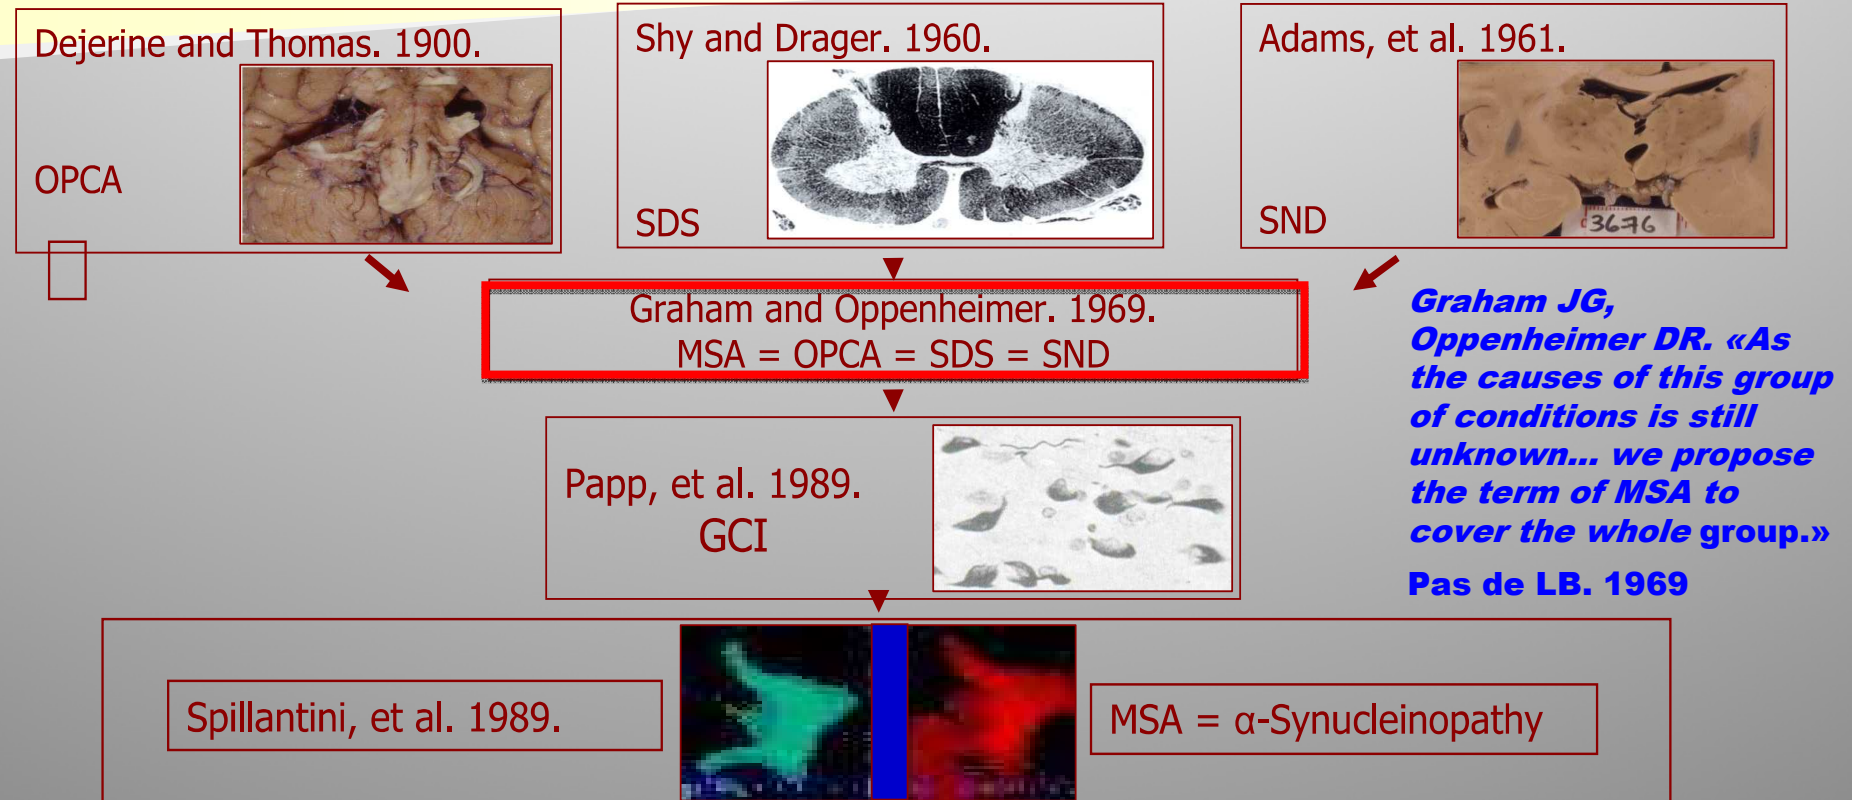 Dejerine and Thomas. 1900.
OPCA
Shy and Drager. 1960.
SDS
Adams, et al. 1961.
SND
3676
Graham and Oppenheimer. 1969.
MSA = OPCA = SDS = SND
Graham JG,
Oppenheimer DR. «As
the causes of this group
of conditions is still
unknown... we propose
the term of MSA to
cover the whole group.»
Pas de LB. 1969
Papp, et al. 1989.
GCI
Spillantini, et al. 1989.
MSA = α-Synucleinopathy